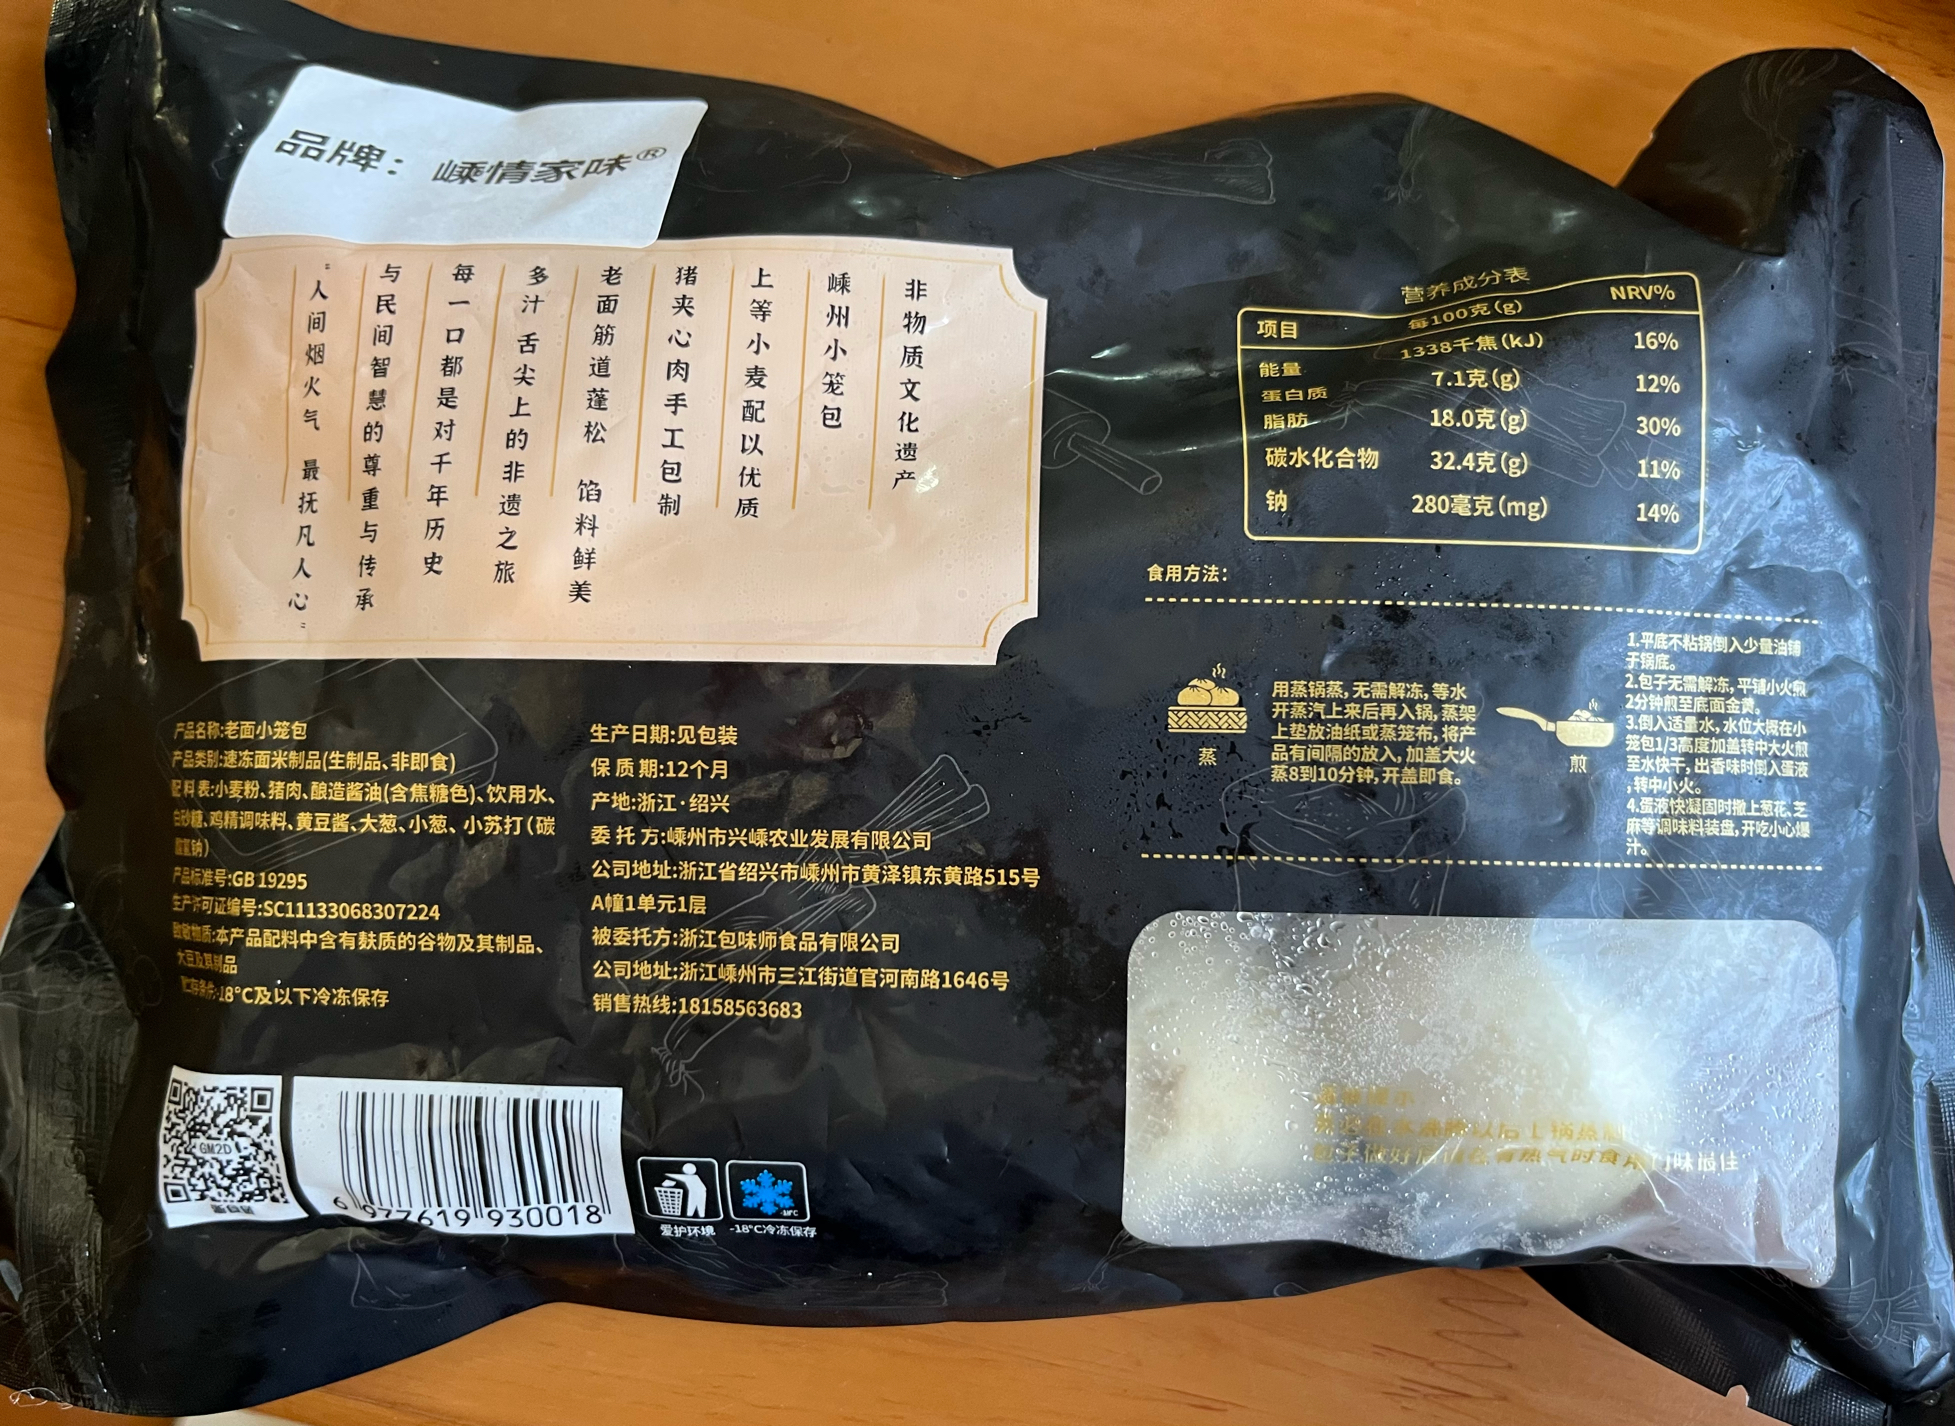 品牌：嵊情家味®
非物质文化遗产
嵊州小笼包
上等小麦配以优质
猪夹心肉手工包制
老面筋道蓬松 馅料鲜美
多汁 舌尖上的非遗之旅
每一口都是对千年历史
与民间智慧的尊重与传承
"人间烟火气 最抚凡人心"
产品名称:老面小笼包
产品类别:速冻面米制品(生制品、非即食)
配料表:小麦粉、猪肉、酿造酱油(含焦糖色)、饮用水、
白砂糖、鸡精调味料、黄豆酱、大葱、小葱、小苏打(碳
酸氢钠)
产品标准号:GB 19295
生产许可证编号:SC11133068307224
致敏物质:本产品配料中含有麸质的谷物及其制品、
大豆及其制品
贮存条件:-18°C及以下冷冻保存
生产日期:见包装
保 质 期:12个月
产地:浙江·绍兴
委 托 方:嵊州市兴嵊农业发展有限公司
公司地址:浙江省绍兴市嵊州市黄泽镇东黄路515号
A幢1单元1层
被委托方:浙江包味师食品有限公司
公司地址:浙江嵊州市三江街道官河南路1646号
销售热线:18158563683
GM2D
6 977619 930018
爱护环境
-18°C
-18°C冷冻保存
营养成分表
项目 每100克(g) NRV%
能量 1338千焦(kJ) 16%
蛋白质 7.1克(g) 12%
脂肪 18.0克(g) 30%
碳水化合物 32.4克(g) 11%
钠 280毫克(mg) 14%
食用方法:
用蒸锅蒸,无需解冻,等水
开蒸汽上来后再入锅,蒸架
上垫放油纸或蒸笼布,将产
品有间隔的放入,加盖大火
蒸8到10分钟,开盖即食。
蒸
煎
1.平底不粘锅倒入少量油铺
于锅底。
2.包子无需解冻,平铺小火煎
2分钟煎至底面金黄。
3.倒入适量水,水位大概在小
笼包1/3高度加盖转中大火煎
至水快干,出香味时倒入蛋液
,转中小火。
4.蛋液快凝固时撒上葱花、芝
麻等调味料装盘,开吃小心爆
汁。
口味最佳